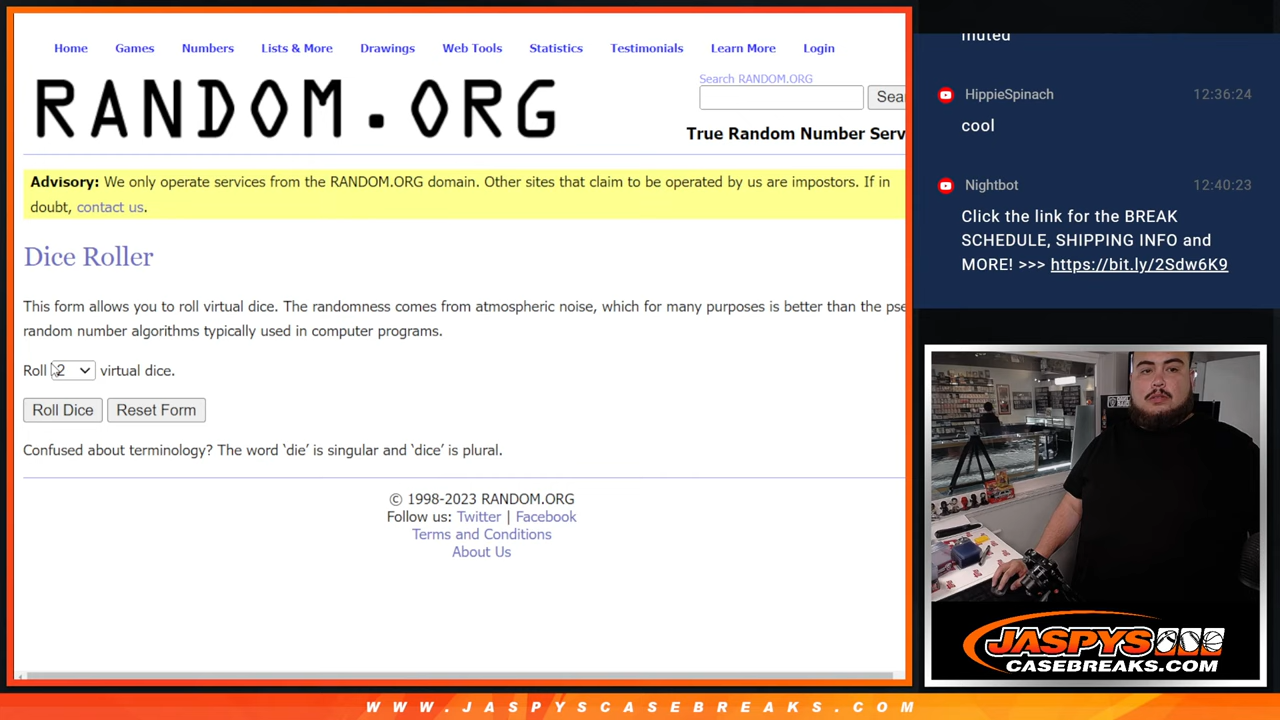 Home Games Numbers Lists & More Drawings Web Tools Statistics Testimonials Learn More Login
RANDOM.ORG
Search RANDOM.ORG
True Random Number Serv
Advisory: We only operate services from the RANDOM.ORG domain. Other sites that claim to be operated by us are impostors. If in
doubt, contact us.
Dice Roller
This form allows you to roll virtual dice. The randomness comes from atmospheric noise, which for many purposes is better than the pse
random number algorithms typically used in computer programs.
Roll 2 virtual dice.
Roll Dice Reset Form
Confused about terminology? The word ‘die’ is singular and ‘dice’ is plural.
© 1998-2023 RANDOM.ORG
Follow us: Twitter | Facebook
Terms and Conditions
About Us
muted
HippieSpinach 12:36:24
cool
Nightbot 12:40:23
Click the link for the BREAK
SCHEDULE, SHIPPING INFO and
MORE! >>> https://bit.ly/2Sdw6K9
JASPYS
CASEBREAKS.COM
WWW.JASPYSCASEBREAKS.COM